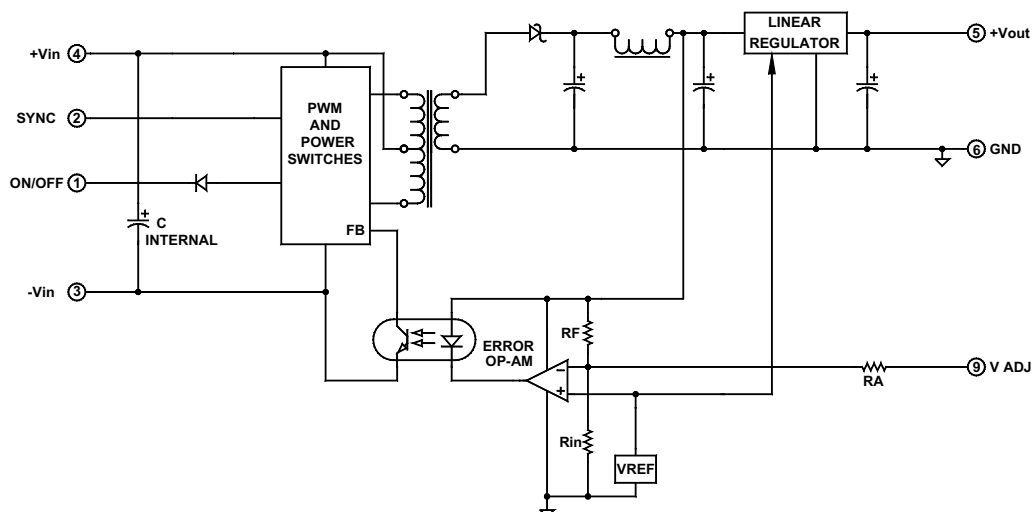 LINEAR
REGULATOR
5 +Vout
+Vin 4
SYNC 2
PWM
AND
POWER
SWITCHES
6 GND
ON/OFF 1
+ C
INTERNAL
FB
+
+
+
-Vin 3
RF
ERROR
OP-AM
−
+
9 V ADJ
RA
Rin
VREF